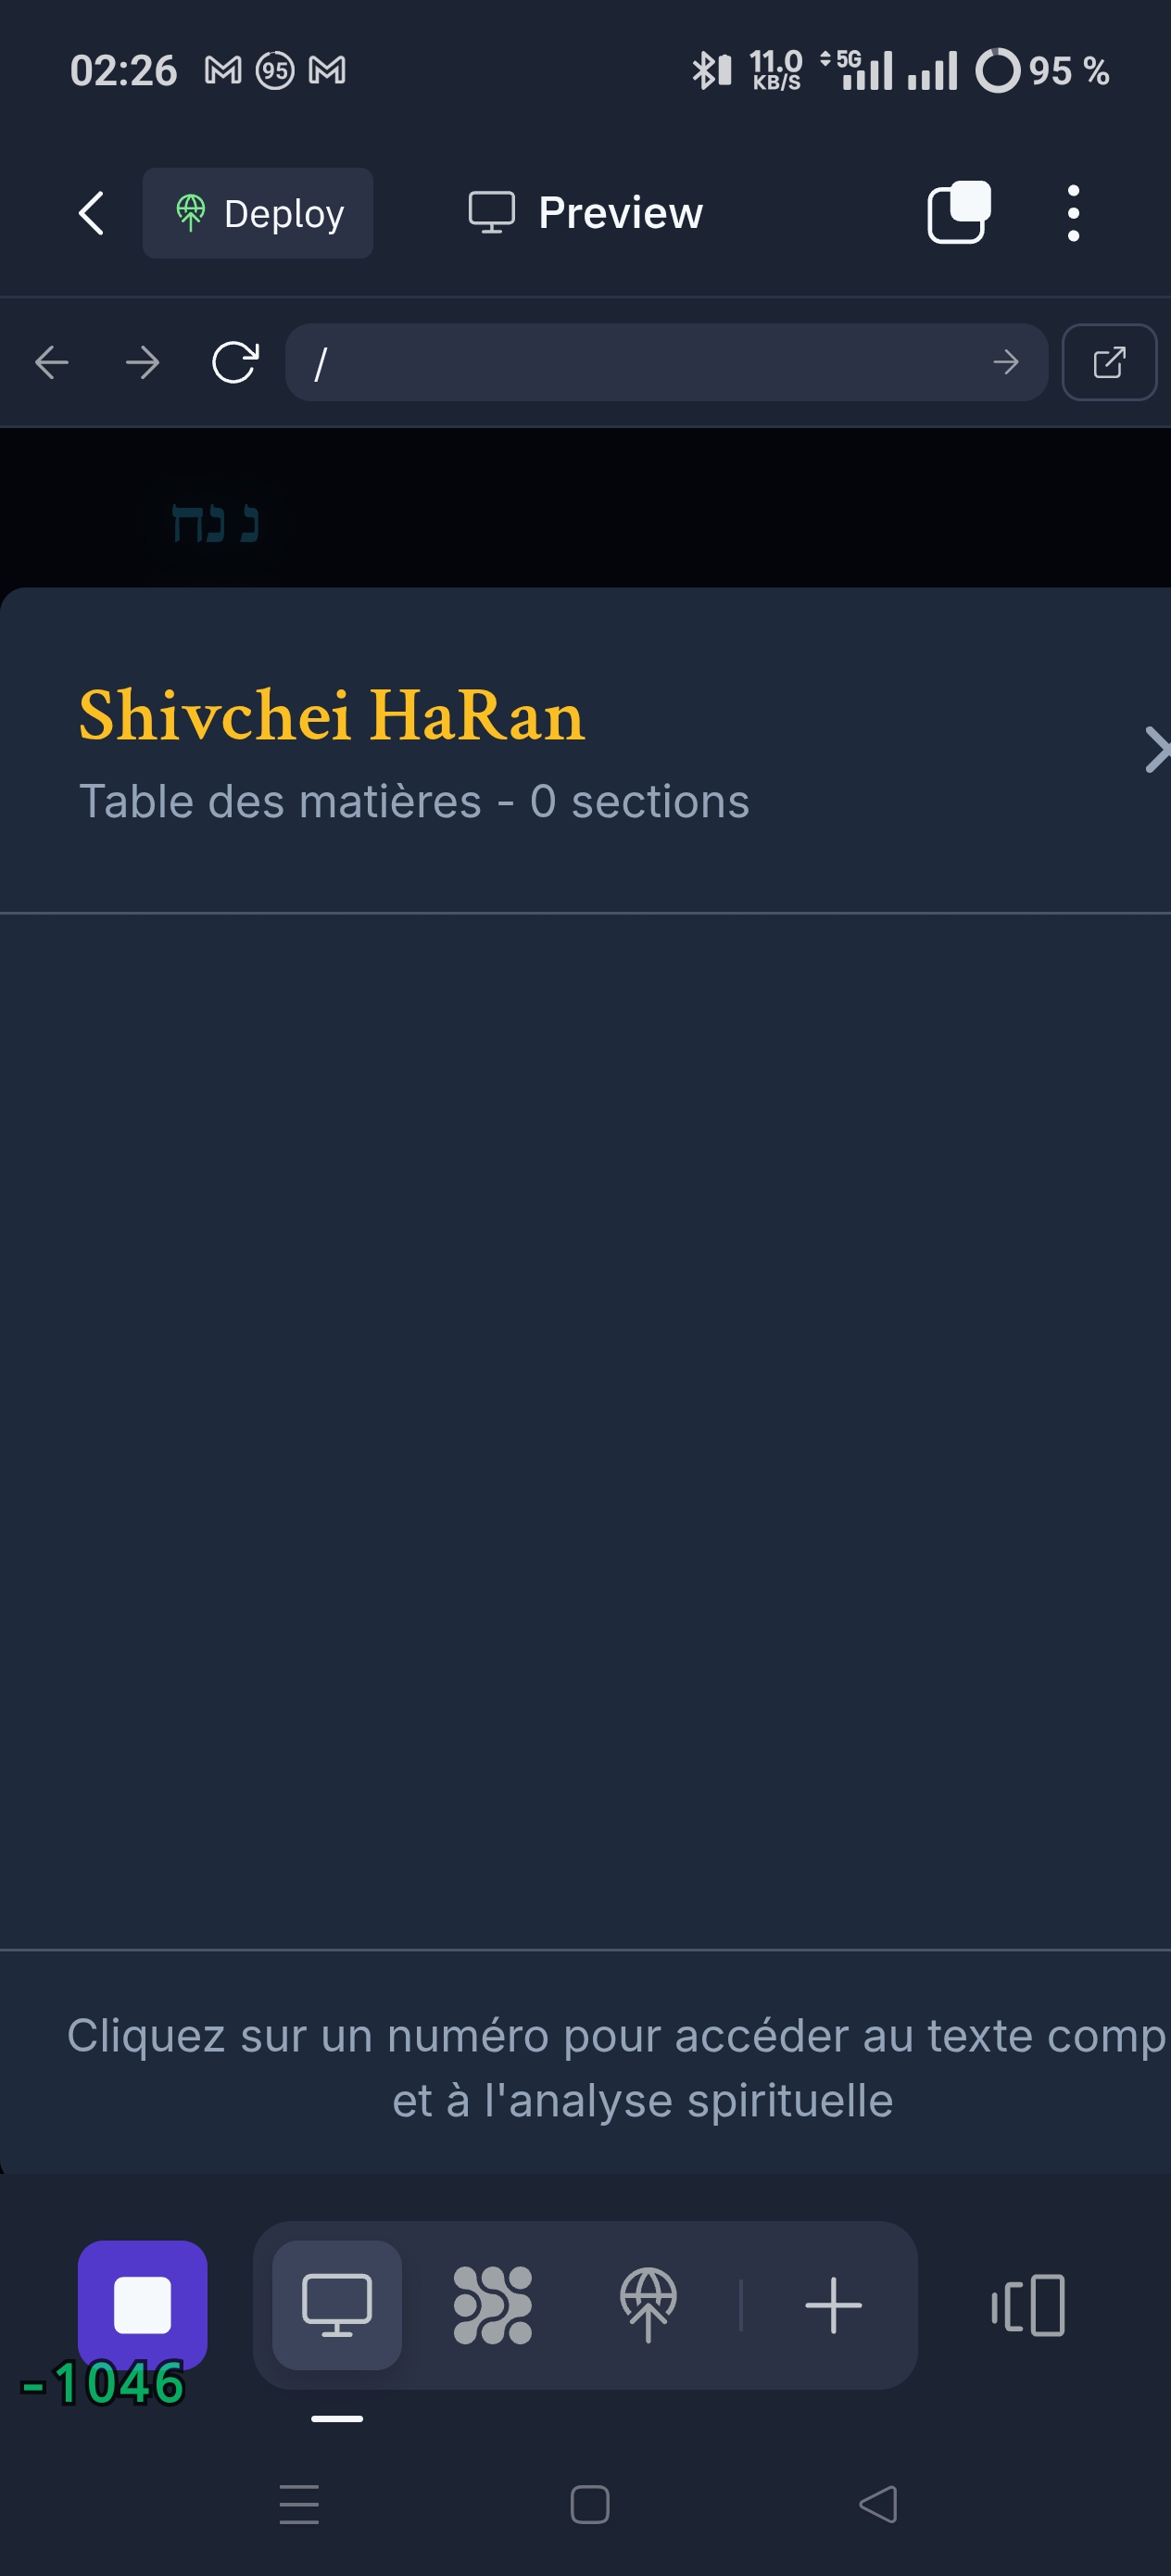 02:26 95 11.0 KB/S 5G 95 %
Deploy Preview
/
נ נח
Shivchei HaRan
Table des matières - 0 sections
Cliquez sur un numéro pour accéder au texte comp
et à l'analyse spirituelle
-1046